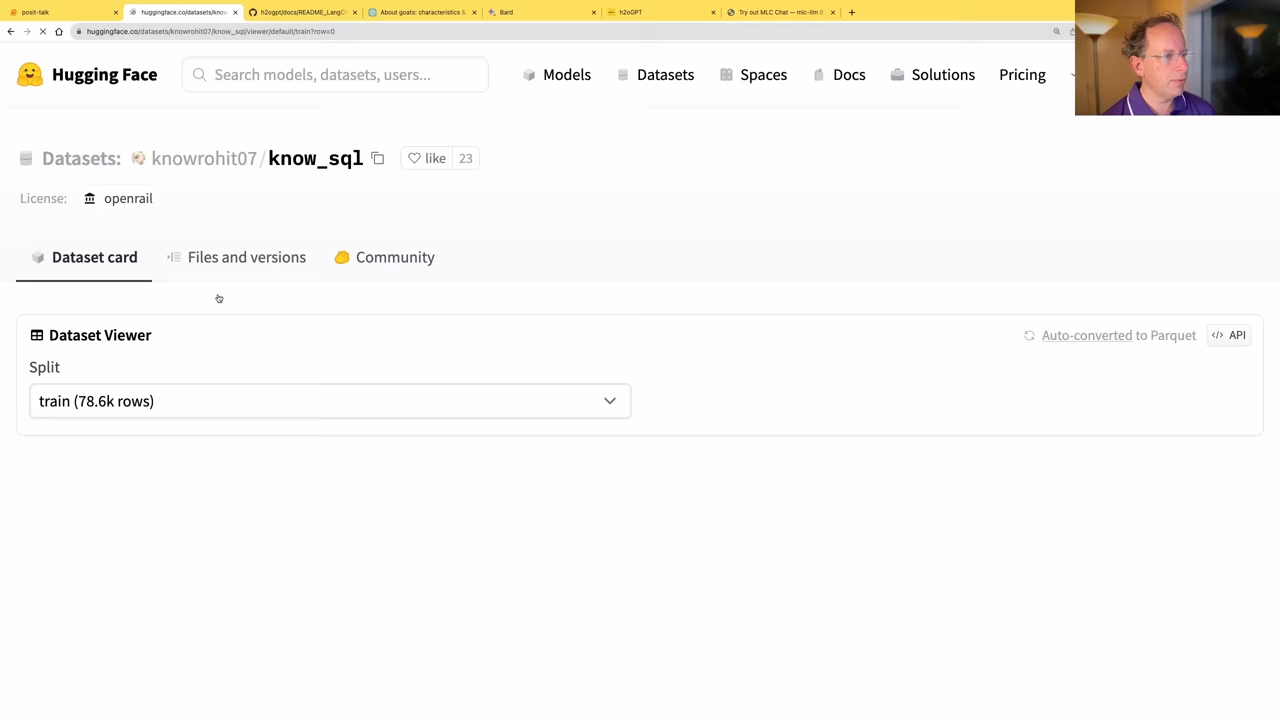 posit-talk
huggingface.co/datasets/know
h2ogpt/docs/README_LangCh
About goats: characteristics &
Bard
h2oGPT
Try out MLC Chat — mlc-llm 0
huggingface.co/datasets/knowrohit07/know_sql/viewer/default/train?row=0
Hugging Face
Search models, datasets, users...
Models
Datasets
Spaces
Docs
Solutions
Pricing
Datasets: knowrohit07/know_sql
like 23
License: openrail
Dataset card
Files and versions
Community
Dataset Viewer
Auto-converted to Parquet
API
Split
train (78.6k rows)